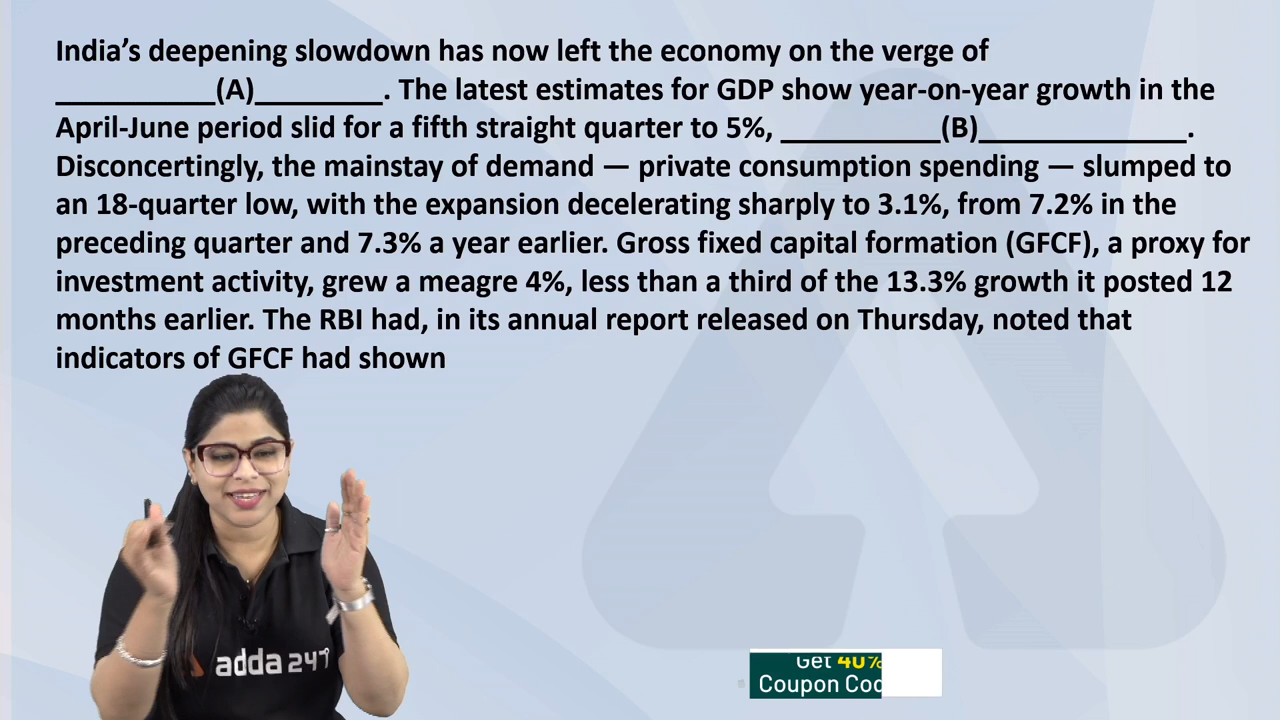 India’s deepening slowdown has now left the economy on the verge of
__________(A)________. The latest estimates for GDP show year-on-year growth in the
April-June period slid for a fifth straight quarter to 5%, __________(B)_____________.
Disconcertingly, the mainstay of demand — private consumption spending — slumped to
an 18-quarter low, with the expansion decelerating sharply to 3.1%, from 7.2% in the
preceding quarter and 7.3% a year earlier. Gross fixed capital formation (GFCF), a proxy for
investment activity, grew a meagre 4%, less than a third of the 13.3% growth it posted 12
months earlier. The RBI had, in its annual report released on Thursday, noted that
indicators of GFCF had shown
adda 247
Get 40%
Coupon